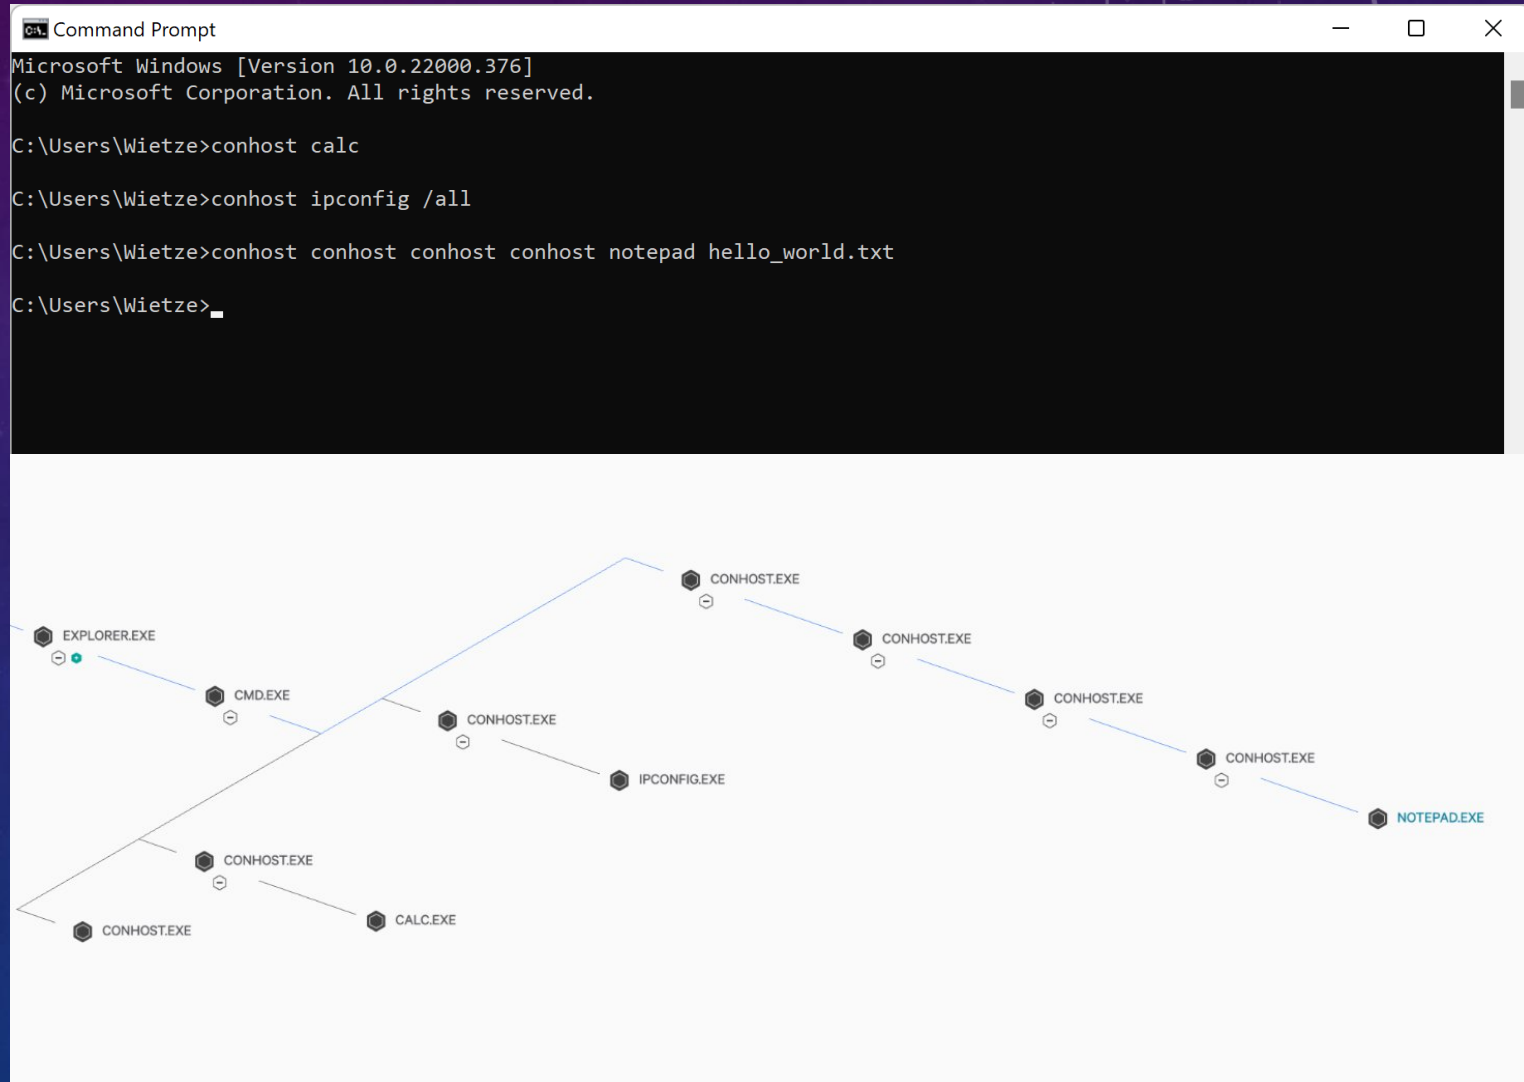 Command Prompt
Microsoft Windows [Version 10.0.22000.376]
(c) Microsoft Corporation. All rights reserved.
C:\Users\Wietze>conhost calc
C:\Users\Wietze>conhost ipconfig /all
C:\Users\Wietze>conhost conhost conhost conhost notepad hello_world.txt
C:\Users\Wietze>
CONHOST.EXE
EXPLORER.EXE
CONHOST.EXE
CMD.EXE
CONHOST.EXE
CONHOST.EXE
CONHOST.EXE
IPCONFIG.EXE
NOTEPAD.EXE
CONHOST.EXE
CALC.EXE
CONHOST.EXE